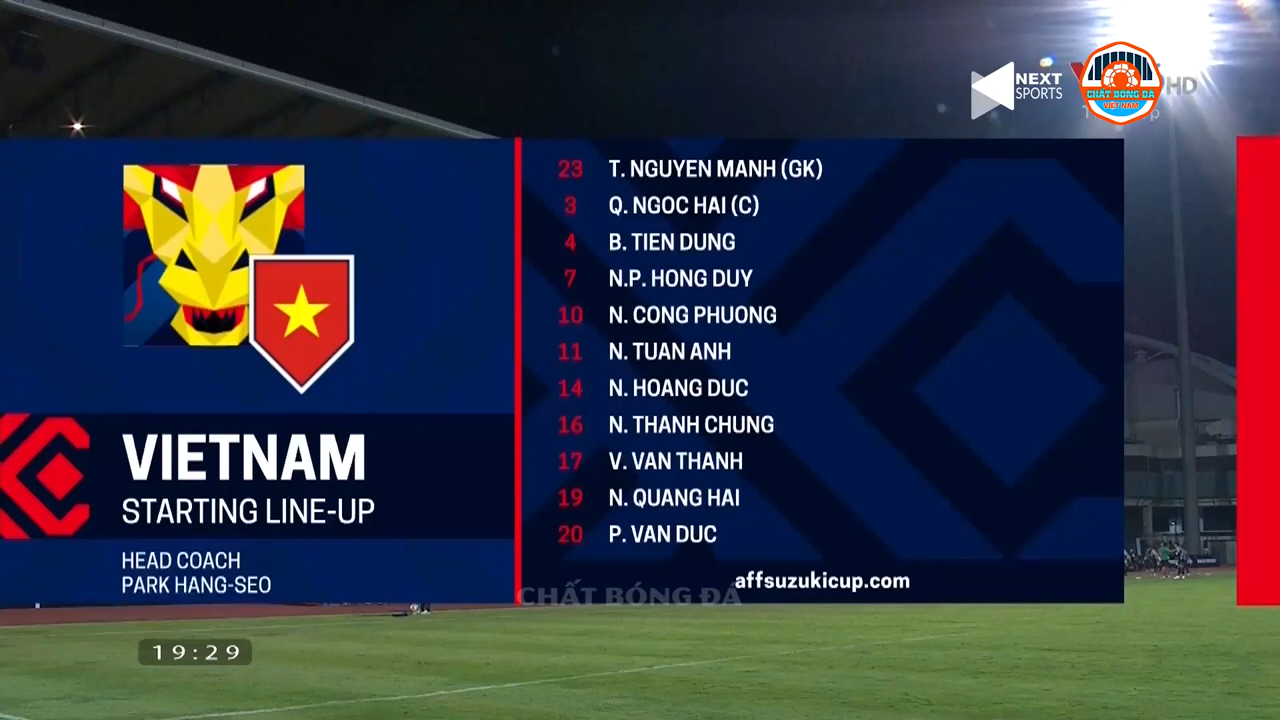 NEXT
SPORTS
CHẤT BÓNG ĐÁ
VIỆT NAM
HD
23 T. NGUYEN MANH (GK)
3 Q. NGOC HAI (C)
4 B. TIEN DUNG
7 N.P. HONG DUY
10 N. CONG PHUONG
11 N. TUAN ANH
14 N. HOANG DUC
16 N. THANH CHUNG
17 V. VAN THANH
19 N. QUANG HAI
20 P. VAN DUC
VIETNAM
STARTING LINE-UP
HEAD COACH
PARK HANG-SEO
affsuzukicup.com
CHẤT BÓNG ĐÁ
19:29